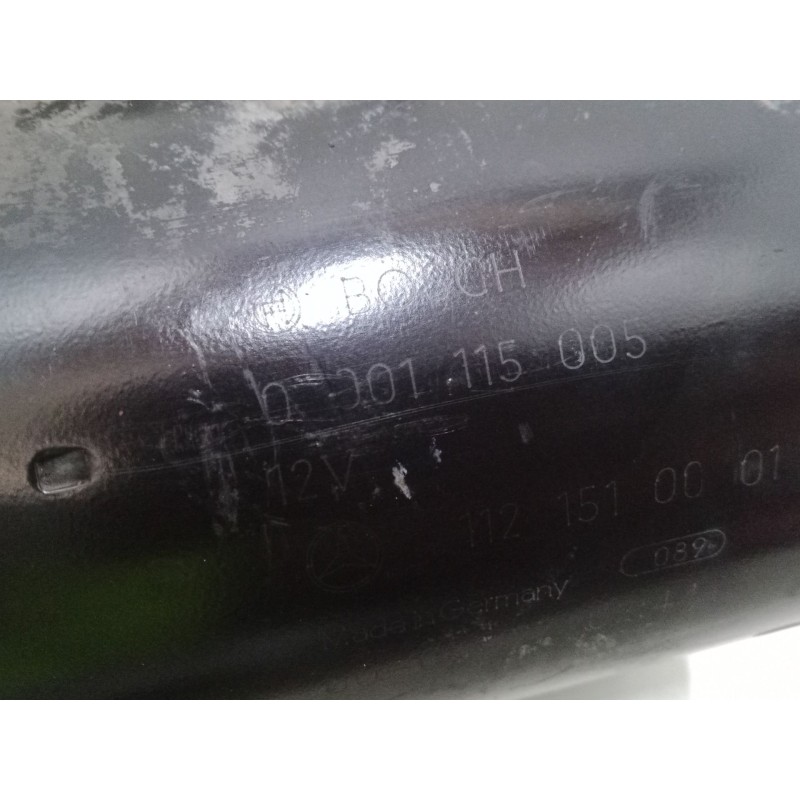 BOSCH
0 001 115 005
12V
112 151 00 01
039
Made in Germany